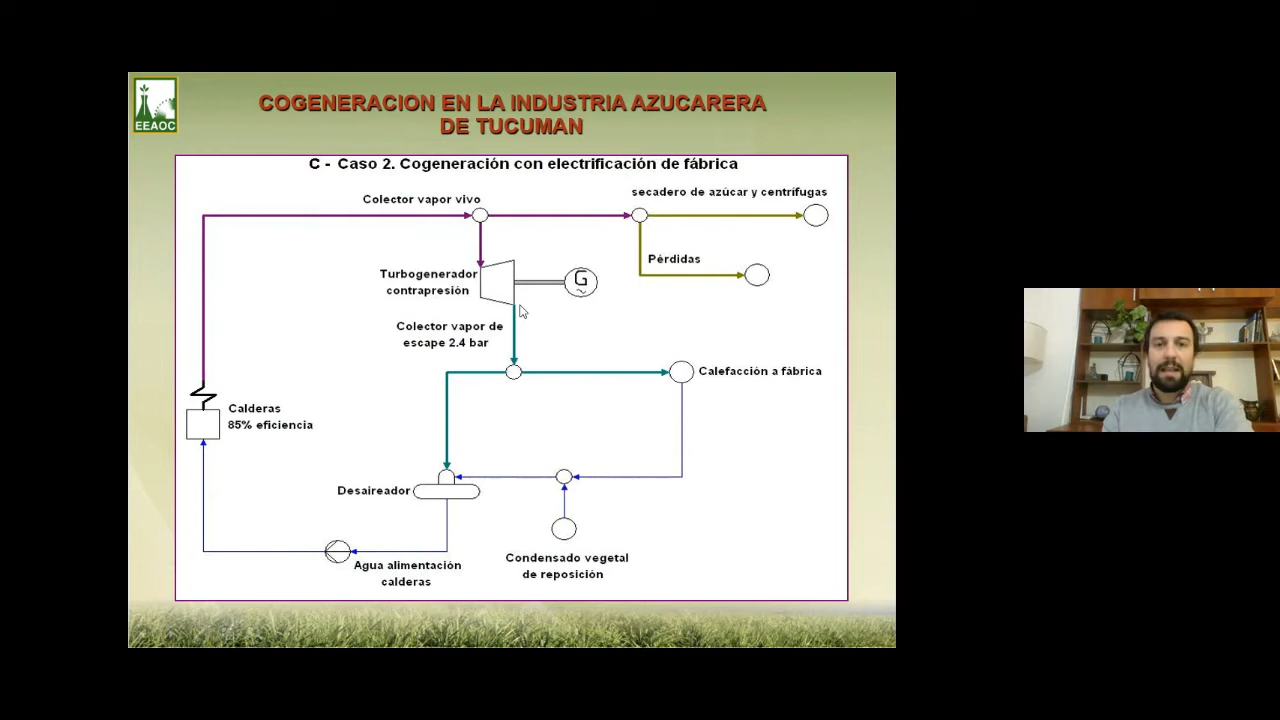 EEAOC
COGENERACION EN LA INDUSTRIA AZUCARERA
DE TUCUMAN
C - Caso 2. Cogeneración con electrificación de fábrica
Colector vapor vivo
secadero de azúcar y centrífugas
Pérdidas
Turbogenerador
contrapresión
G
~
Colector vapor de
escape 2.4 bar
Calefacción a fábrica
Calderas
85% eficiencia
Desaireador
Condensado vegetal
de reposición
Agua alimentación
calderas